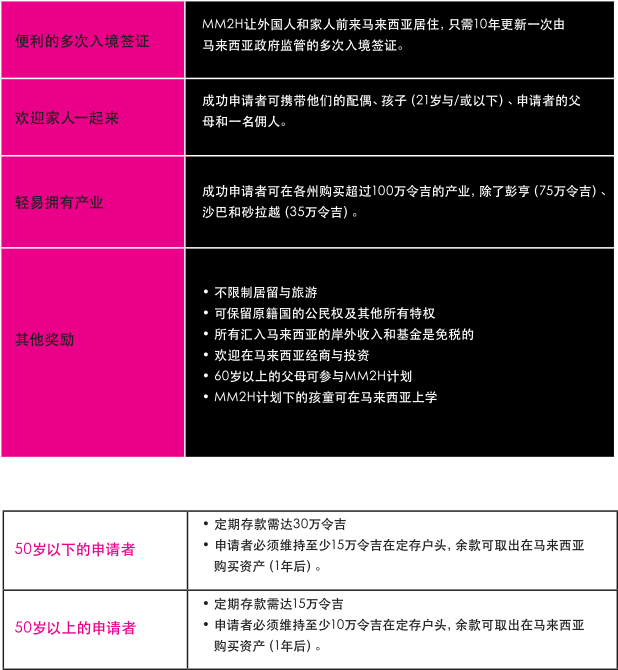 便利的多次入境签证
MM2H让外国人和家人前来马来西亚居住，只需10年更新一次由
马来西亚政府监管的多次入境签证。
欢迎家人一起来
成功申请者可携带他们的配偶、孩子（21岁与/或以下）、申请者的父
母和一名佣人。
轻易拥有产业
成功申请者可在各州购买超过100万令吉的产业，除了彭亨（75万令吉）、
沙巴和砂拉越（35万令吉）。
其他奖励
• 不限制居留与旅游
• 可保留原籍国的公民权及其他所有特权
• 所有汇入马来西亚的岸外收入和基金是免税的
• 欢迎在马来西亚经商与投资
• 60岁以上的父母可参与MM2H计划
• MM2H计划下的孩童可在马来西亚上学
50岁以下的申请者
• 定期存款需达30万令吉
• 申请者必须维持至少15万令吉在定存户头，余款可取出在马来西亚
购买资产（1年后）。
50岁以上的申请者
• 定期存款需达15万令吉
• 申请者必须维持至少10万令吉在定存户头，余款可取出在马来西亚
购买资产（1年后）。